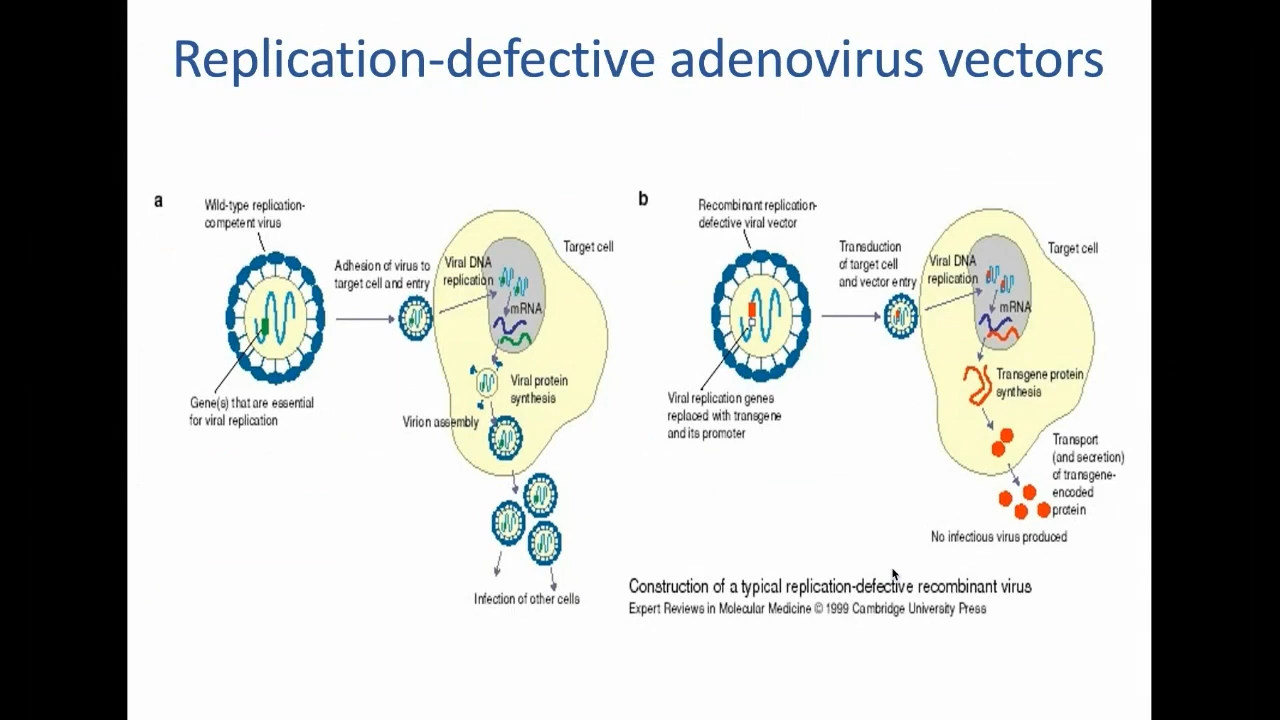 Replication-defective adenovirus vectors
a
Wild-type replication-
competent virus
Adhesion of virus to
target cell and entry
Viral DNA
replication
Target cell
mRNA
Gene(s) that are essential
for viral replication
Viral protein
synthesis
Virion assembly
Infection of other cells
b
Recombinant replication-
defective viral vector
Transduction
of target cell
and vector entry
Viral DNA
replication
Target cell
mRNA
Viral replication genes
replaced with transgene
and its promoter
Transgene protein
synthesis
Transport
(and secretion)
of transgene-
encoded
protein
No infectious virus produced
Construction of a typical replication-defective recombinant virus
Expert Reviews in Molecular Medicine © 1999 Cambridge University Press